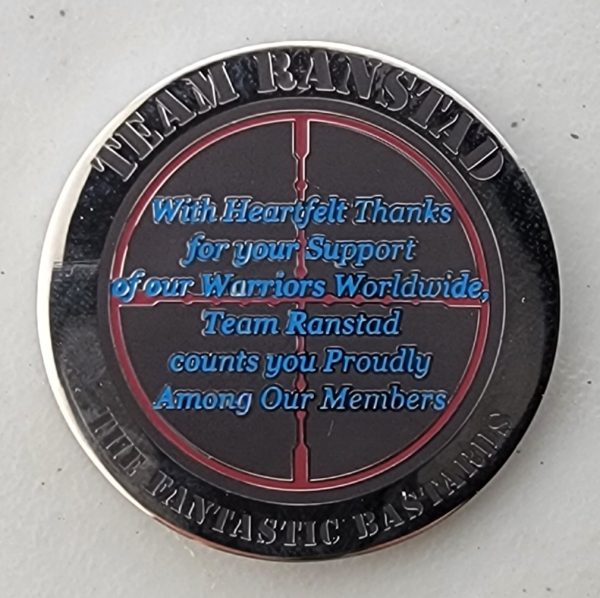 TEAM RANSTAD
With Heartfelt Thanks
for your Support
of our Warriors Worldwide,
Team Ranstad
counts you Proudly
Among Our Members
THE FANTASTIC BASTARDS